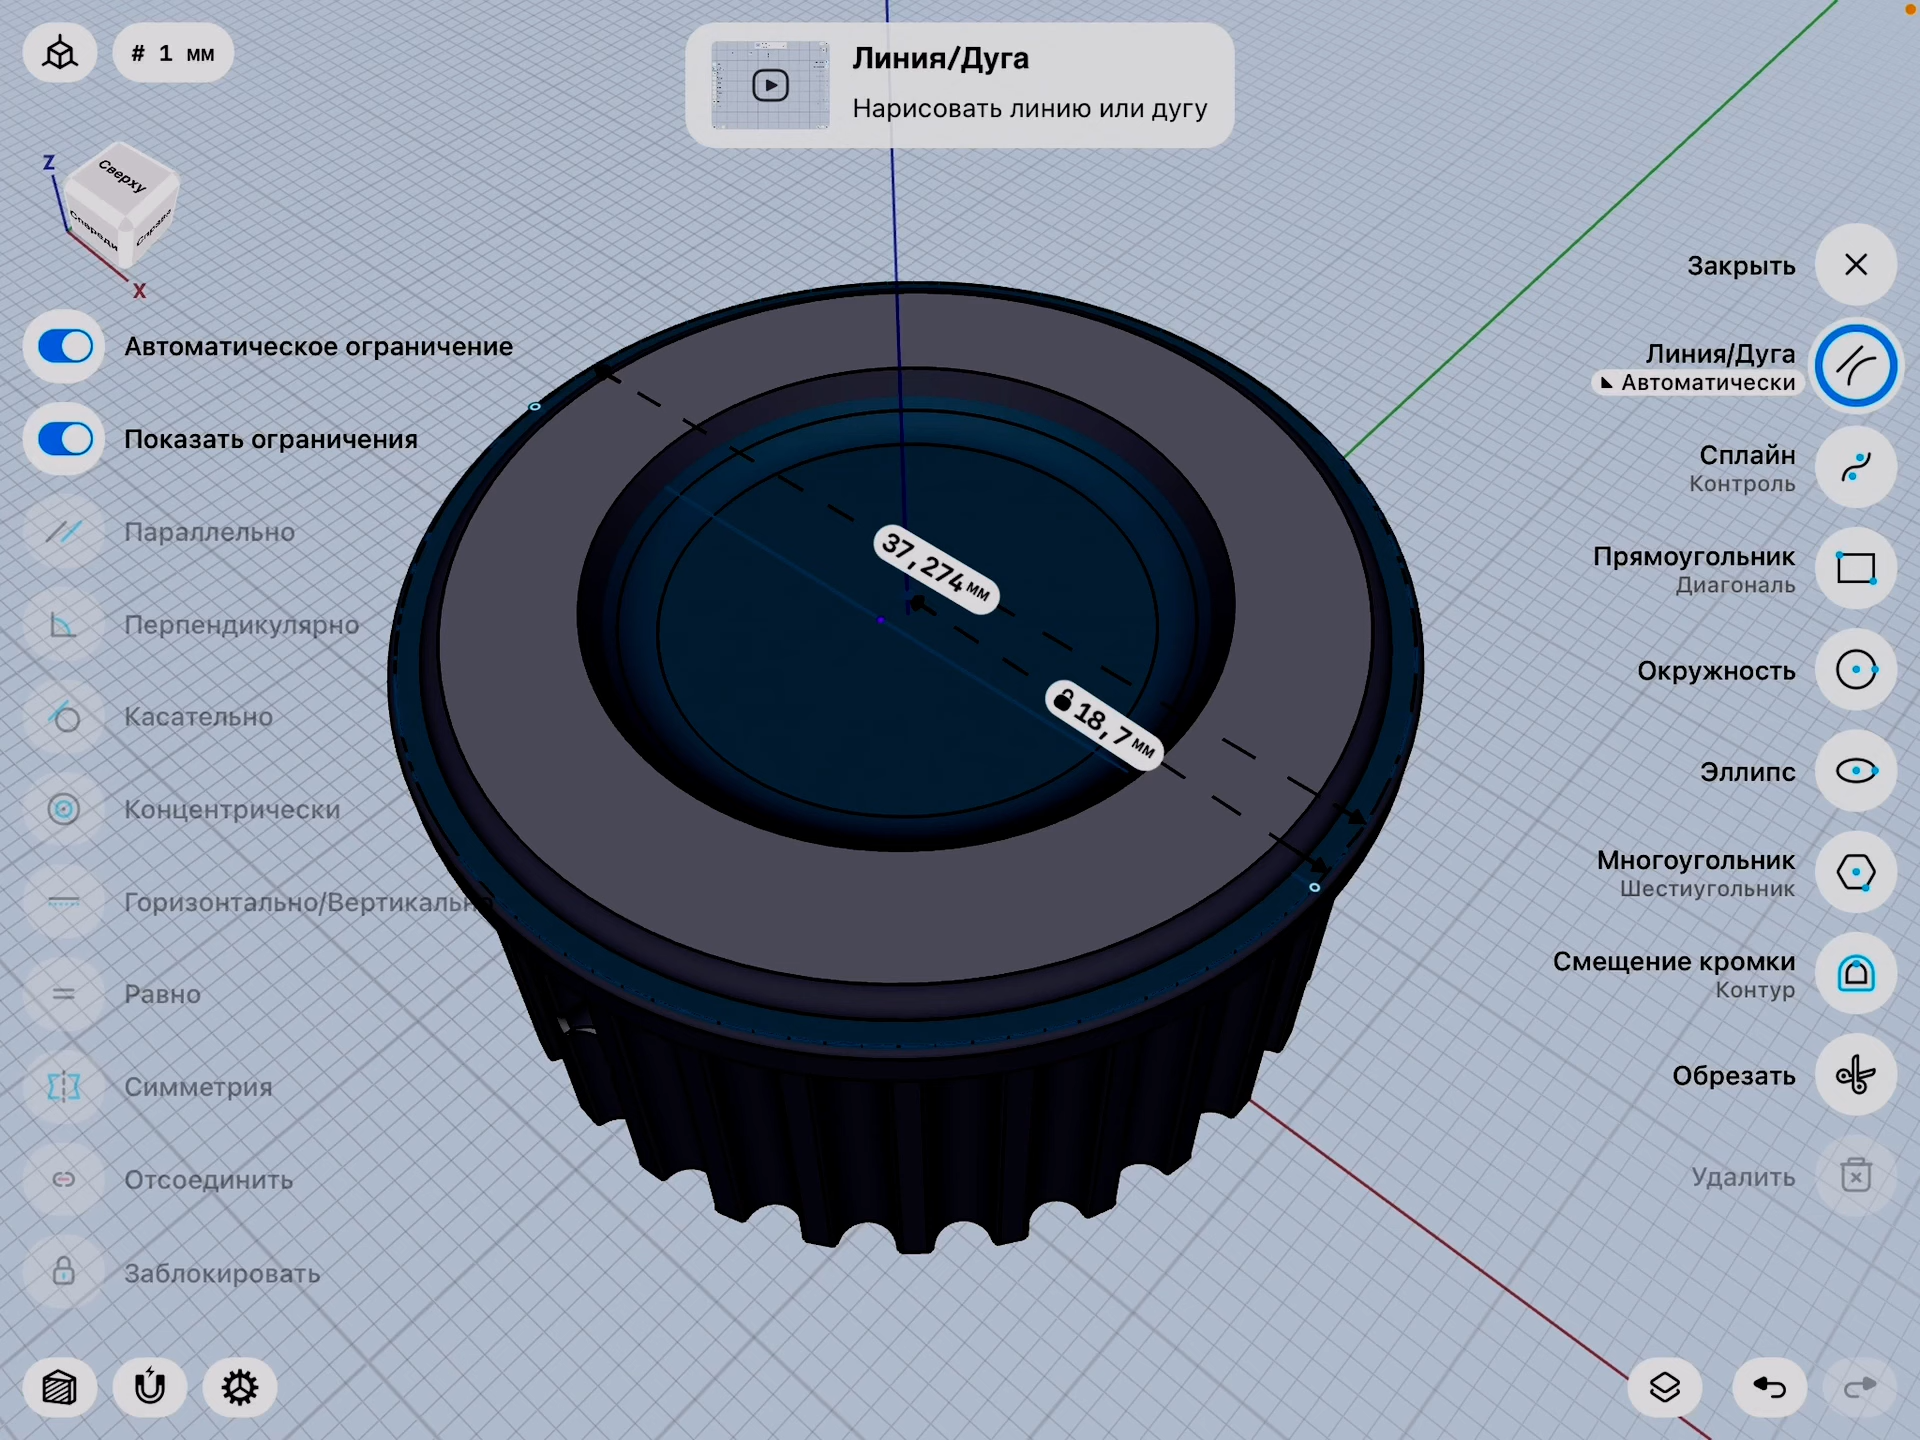 # 1 мм
Линия/Дуга
Нарисовать линию или дугу
Z
Сверху
Спереди
Справа
X
Автоматическое ограничение
Показать ограничения
Параллельно
Перпендикулярно
Касательно
Концентрически
Горизонтально/Вертикально
Равно
Симметрия
Отсоединить
Заблокировать
37,274 мм
18,7 мм
Закрыть
Линия/Дуга
Автоматически
Сплайн
Контроль
Прямоугольник
Диагональ
Окружность
Эллипс
Многоугольник
Шестиугольник
Смещение кромки
Контур
Обрезать
Удалить